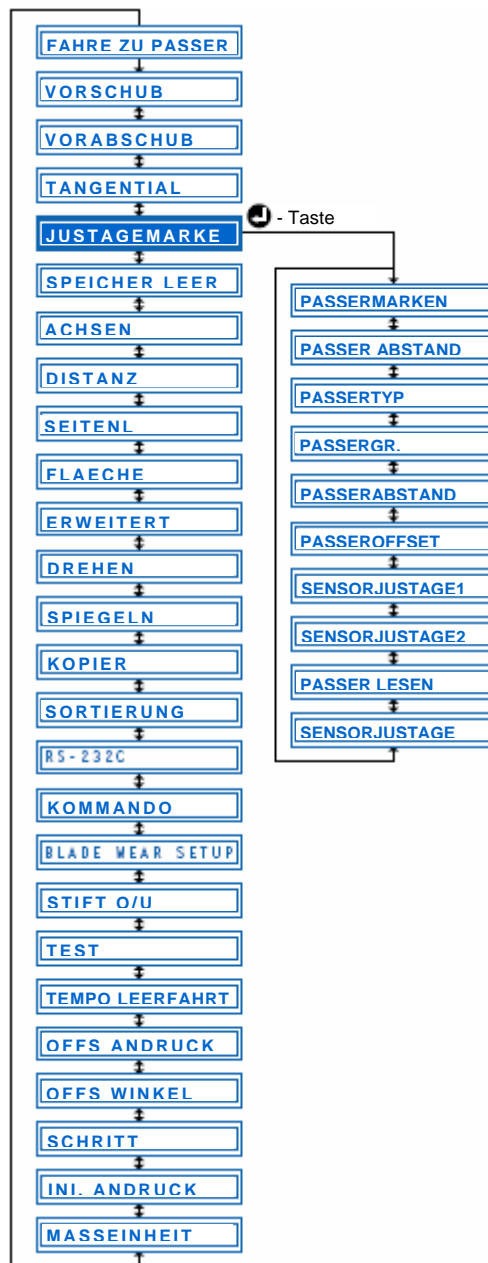 FAHRE ZU PASSER
VORSCHUB
VORABSCHUB
TANGENTIAL
JUSTAGEMARKE
- Taste
SPEICHER LEER
ACHSEN
DISTANZ
SEITENL
FLAECHE
ERWEITERT
DREHEN
SPIEGELN
KOPIER
SORTIERUNG
RS-232C
KOMMANDO
BLADE WEAR SETUP
STIFT O/U
TEST
TEMPO LEERFAHRT
OFFS ANDRUCK
OFFS WINKEL
SCHRITT
INI. ANDRUCK
MASSEINHEIT
PASSERMARKEN
PASSER ABSTAND
PASSERTYP
PASSERGR.
PASSERABSTAND
PASSEROFFSET
SENSORJUSTAGE1
SENSORJUSTAGE2
PASSER LESEN
SENSORJUSTAGE